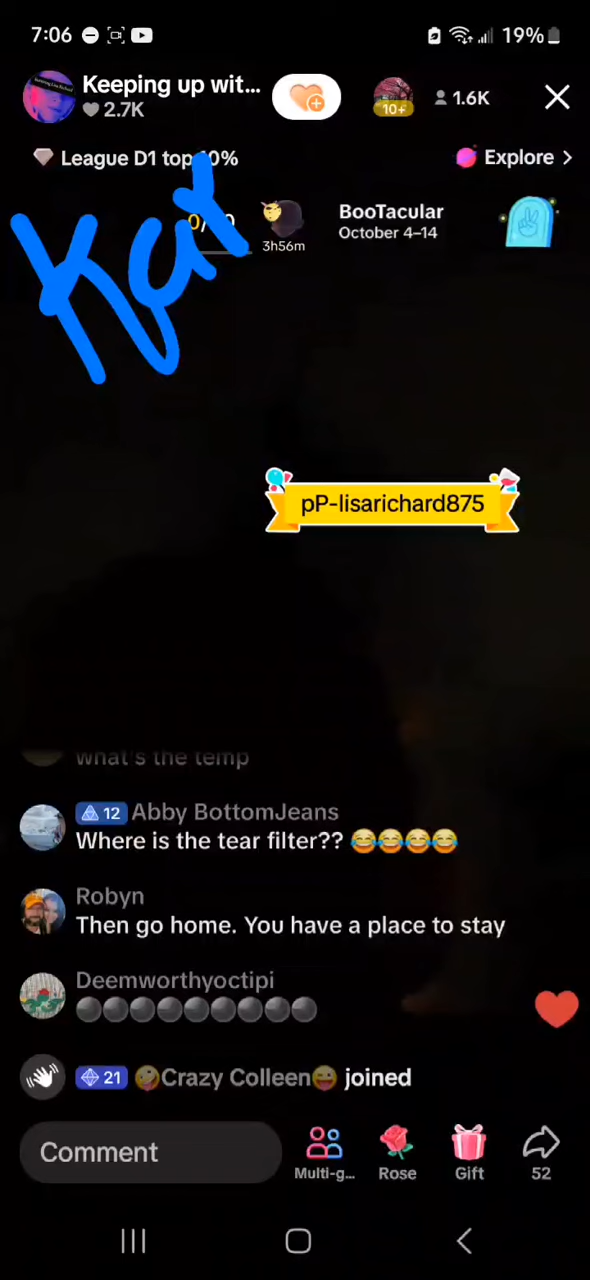 7:06
19%
Keeping up wit...
2.7K
10+
1.6K
League D1 top 10%
Explore >
Kar
3h56m
BooTacular
October 4–14
pP-lisarichard875
what's the temp
12 Abby BottomJeans
Where is the tear filter?? 😂😂😂😂
Robyn
Then go home. You have a place to stay
Deemworthyoctipi
21 🤪Crazy Colleen😜 joined
Comment
Multi-g...
Rose
Gift
52